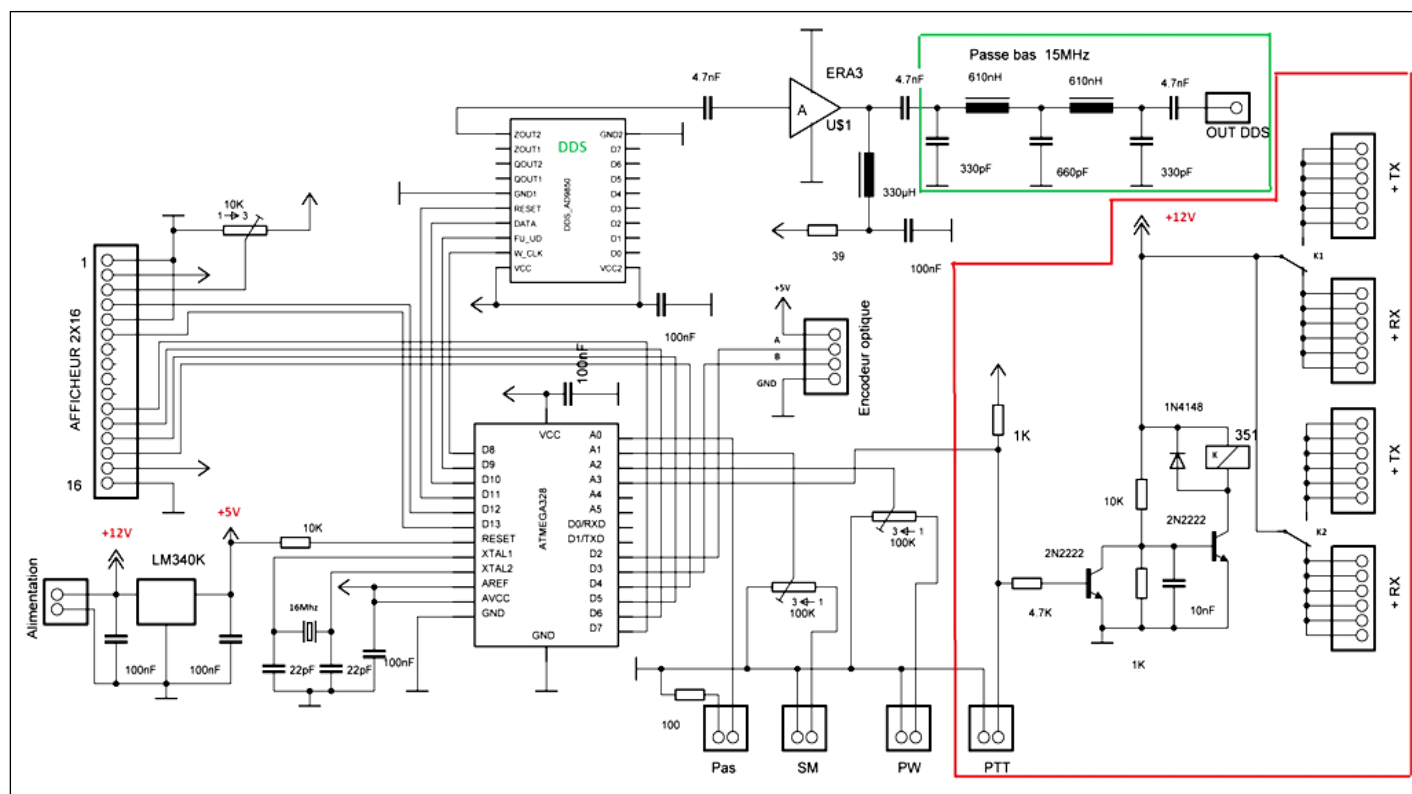 Passe bas 15MHz
ERA3
4.7nF
4.7nF
610nH
610nH
4.7nF
A
U$1
OUT DDS
330pF
660pF
330pF
330µH
39
100nF
DDS
DDS_AD9850
ZOUT2
ZOUT1
QOUT2
QOUT1
GND1
RESET
DATA
FU_UD
W_CLK
VCC
GND2
D7
D6
D5
D4
D3
D2
D1
D0
VCC2
100nF
10K
1 3
1
16
AFFICHEUR 2X16
+5V
A
B
GND
Encodeur optique
100nF
VCC
ATMEGA328
D8
D9
D10
D11
D12
D13
RESET
XTAL1
XTAL2
AREF
AVCC
GND
A0
A1
A2
A3
A4
A5
D0/RXD
D1/TXD
D2
D3
D4
D5
D6
D7
GND
+12V
+5V
LM340K
10K
Alimentation
100nF
100nF
16Mhz
22pF
22pF
100nF
3 1
100K
3 1
100K
100
Pas
SM
PW
PTT
+12V
1K
1N4148
351
K
10K
2N2222
2N2222
4.7K
10nF
1K
K1
K2
+ TX
+ RX
+ TX
+ RX